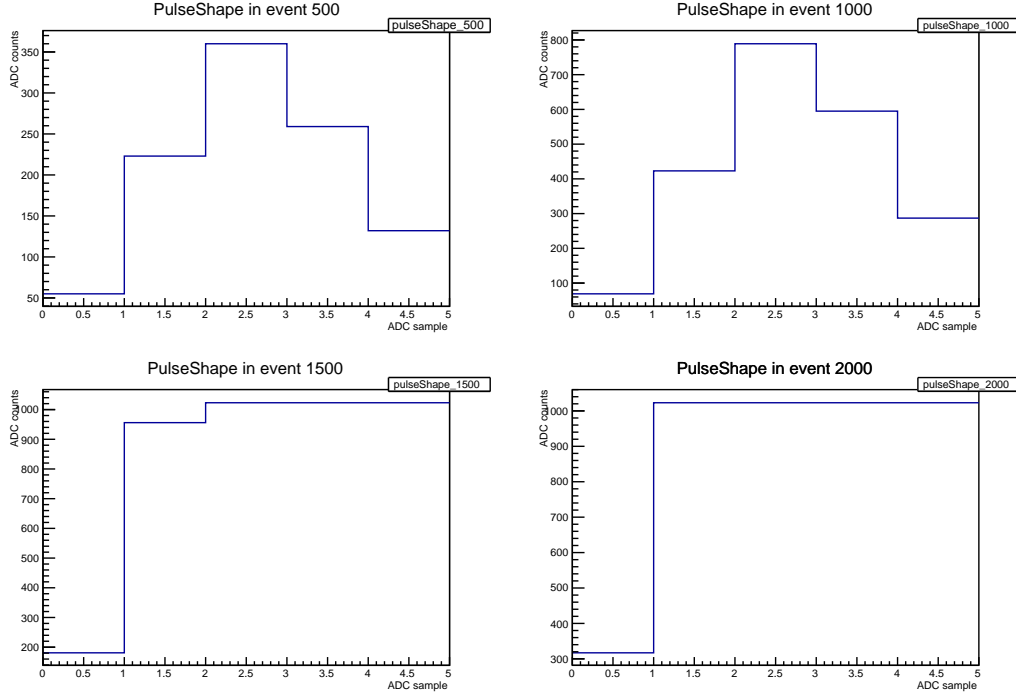 PulseShape in event 500
pulseShape_500
ADC counts
350
300
250
200
150
100
50
0 0.5 1 1.5 2 2.5 3 3.5 4 4.5 5
ADC sample
PulseShape in event 1000
pulseShape_1000
ADC counts
800
700
600
500
400
300
200
100
0 0.5 1 1.5 2 2.5 3 3.5 4 4.5 5
ADC sample
PulseShape in event 1500
pulseShape_1500
ADC counts
1000
900
800
700
600
500
400
300
200
0 0.5 1 1.5 2 2.5 3 3.5 4 4.5 5
ADC sample
PulseShape in event 2000
pulseShape_2000
ADC counts
1000
900
800
700
600
500
400
300
0 0.5 1 1.5 2 2.5 3 3.5 4 4.5 5
ADC sample